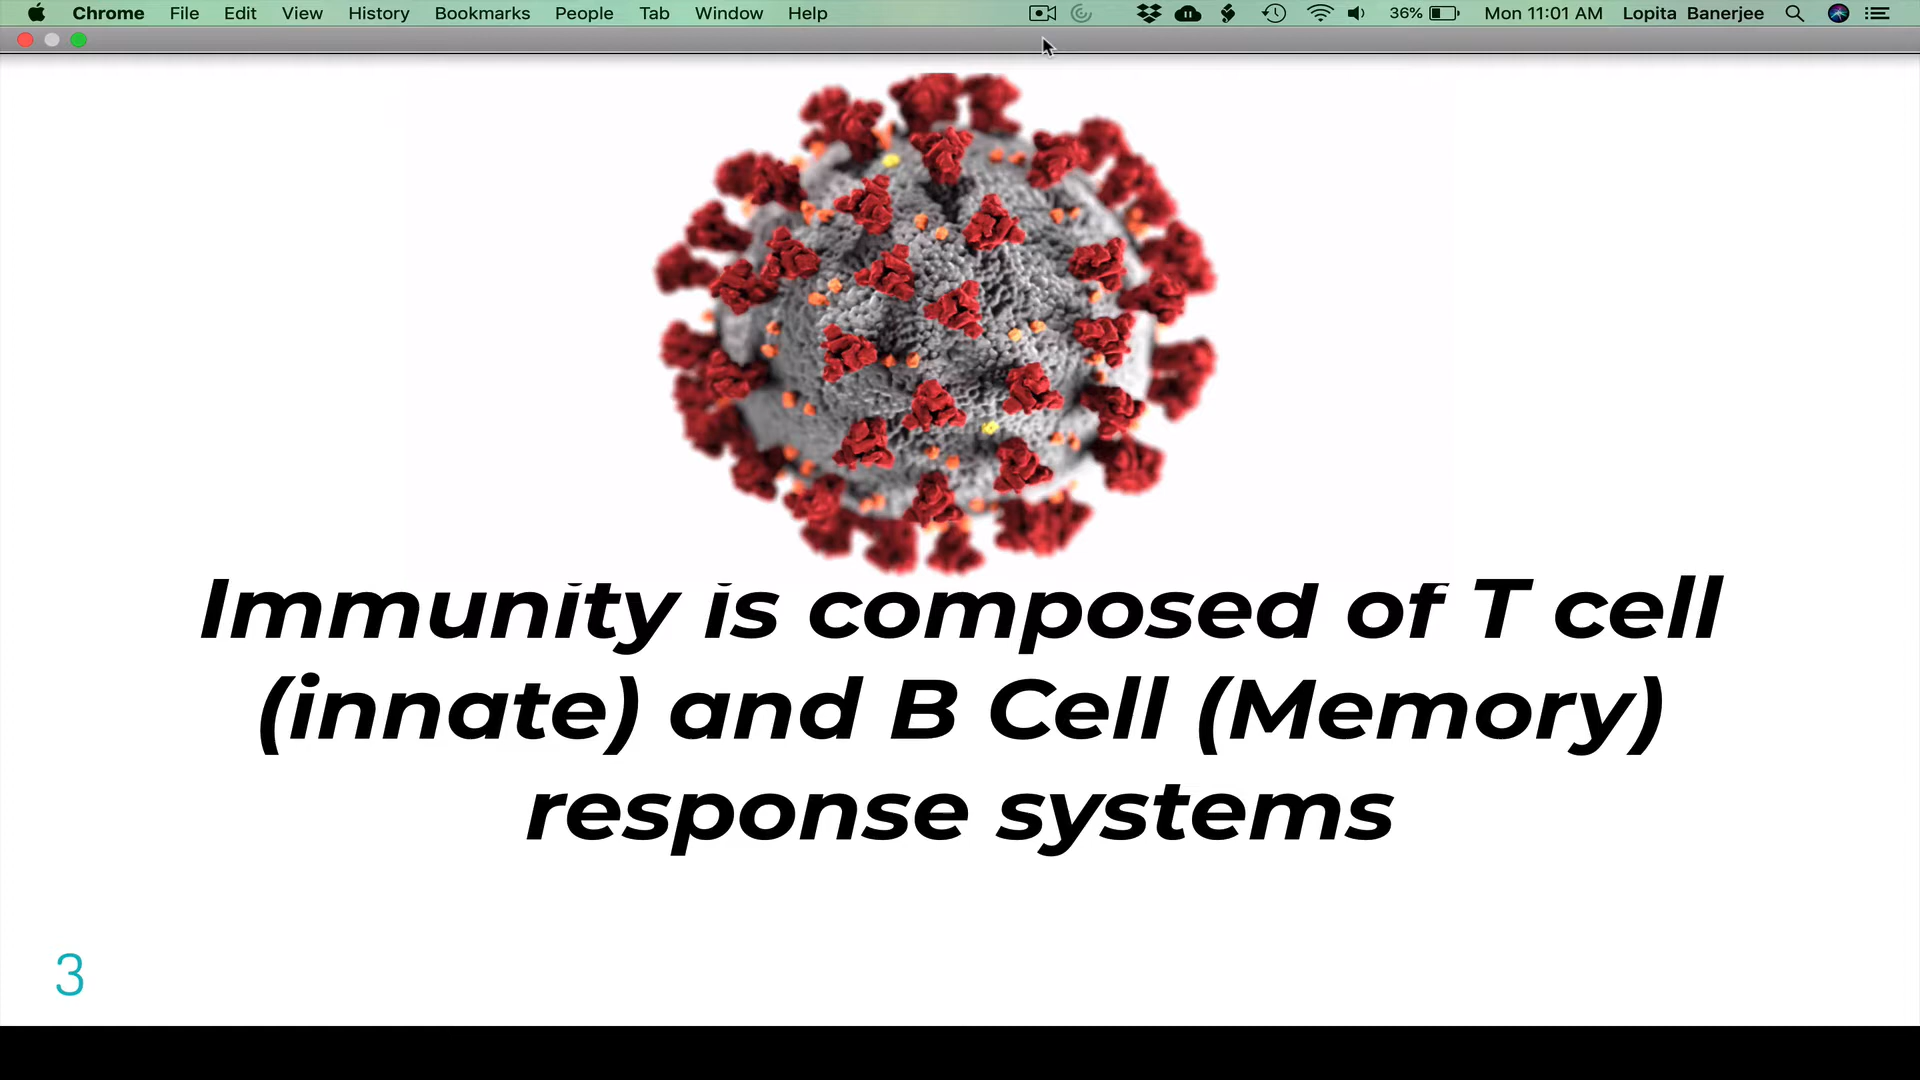 Chrome File Edit View History Bookmarks People Tab Window Help 36% Mon 11:01 AM Lopita Banerjee
Immunity is composed of T cell
(innate) and B Cell (Memory)
response systems
3